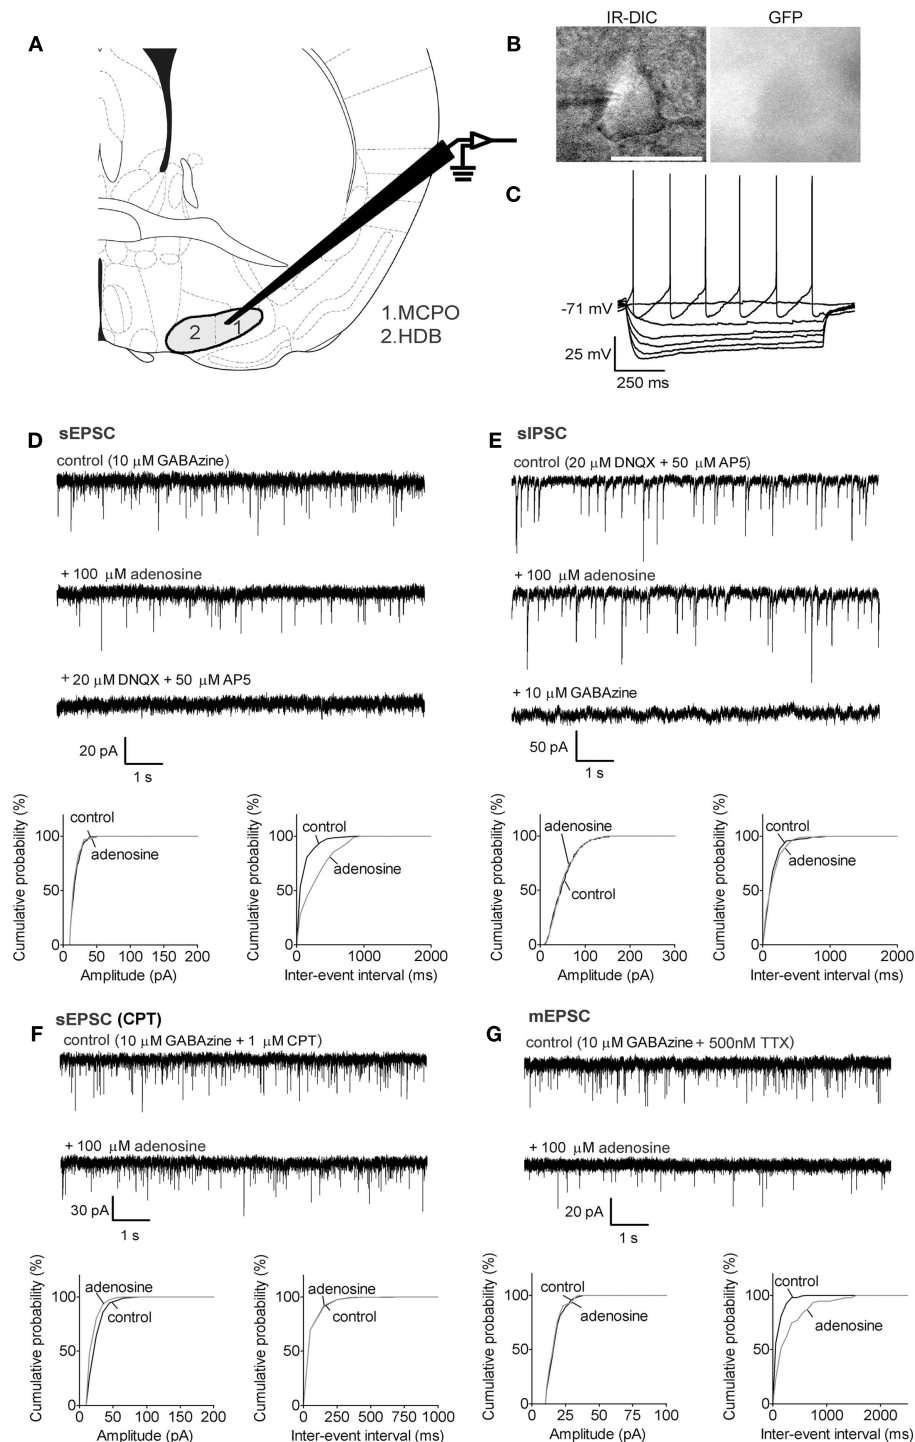 A
1.MCPO
2.HDB
2
1
B
IR-DIC
GFP
C
-71 mV
25 mV
250 ms
D
sEPSC
control (10 μM GABAzine)
+ 100 μM adenosine
+ 20 μM DNQX + 50 μM AP5
20 pA
1 s
Cumulative probability (%)
100
50
0
control
adenosine
0 50 100 150 200
Amplitude (pA)
Cumulative probability (%)
100
50
0
control
adenosine
0 1000 2000
Inter-event interval (ms)
E
sIPSC
control (20 μM DNQX + 50 μM AP5)
+ 100 μM adenosine
+ 10 μM GABAzine
50 pA
1 s
Cumulative probability (%)
100
50
0
adenosine
control
0 100 200 300
Amplitude (pA)
Cumulative probability (%)
100
50
0
control
adenosine
0 1000 2000
Inter-event interval (ms)
F
sEPSC (CPT)
control (10 μM GABAzine + 1 μM CPT)
+ 100 μM adenosine
30 pA
1 s
Cumulative probability (%)
100
50
0
adenosine
control
0 50 100 150 200
Amplitude (pA)
Cumulative probability (%)
100
50
0
adenosine
control
0 250 500 750 1000
Inter-event interval (ms)
G
mEPSC
control (10 μM GABAzine + 500nM TTX)
+ 100 μM adenosine
20 pA
1 s
Cumulative probability (%)
100
50
0
control
adenosine
0 25 50 75 100
Amplitude (pA)
Cumulative probability (%)
100
50
0
control
adenosine
0 1000 2000
Inter-event interval (ms)